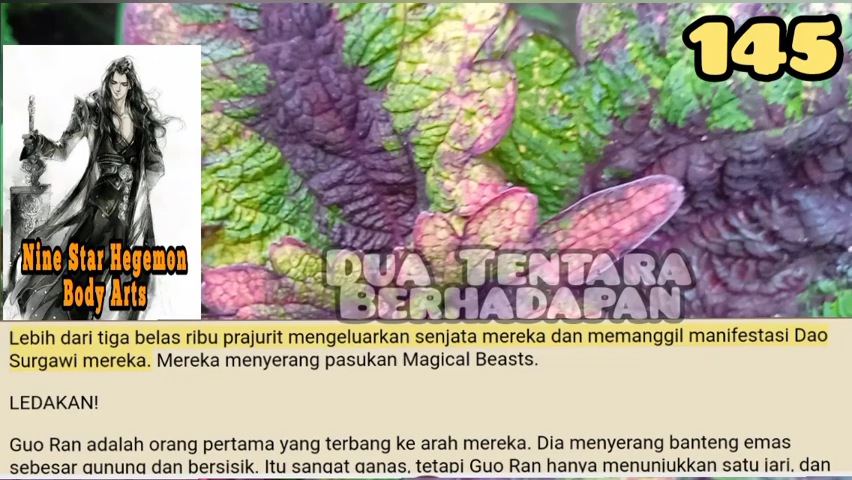 145
Nine Star Hegemon
Body Arts
Dua Tentara
Berhadapan
Lebih dari tiga belas ribu prajurit mengeluarkan senjata mereka dan memanggil manifestasi Dao
Surgawi mereka. Mereka menyerang pasukan Magical Beasts.
LEDAKAN!
Guo Ran adalah orang pertama yang terbang ke arah mereka. Dia menyerang banteng emas
sebesar gunung dan bersisik. Itu sangat ganas, tetapi Guo Ran hanya menunjukkan satu jari, dan